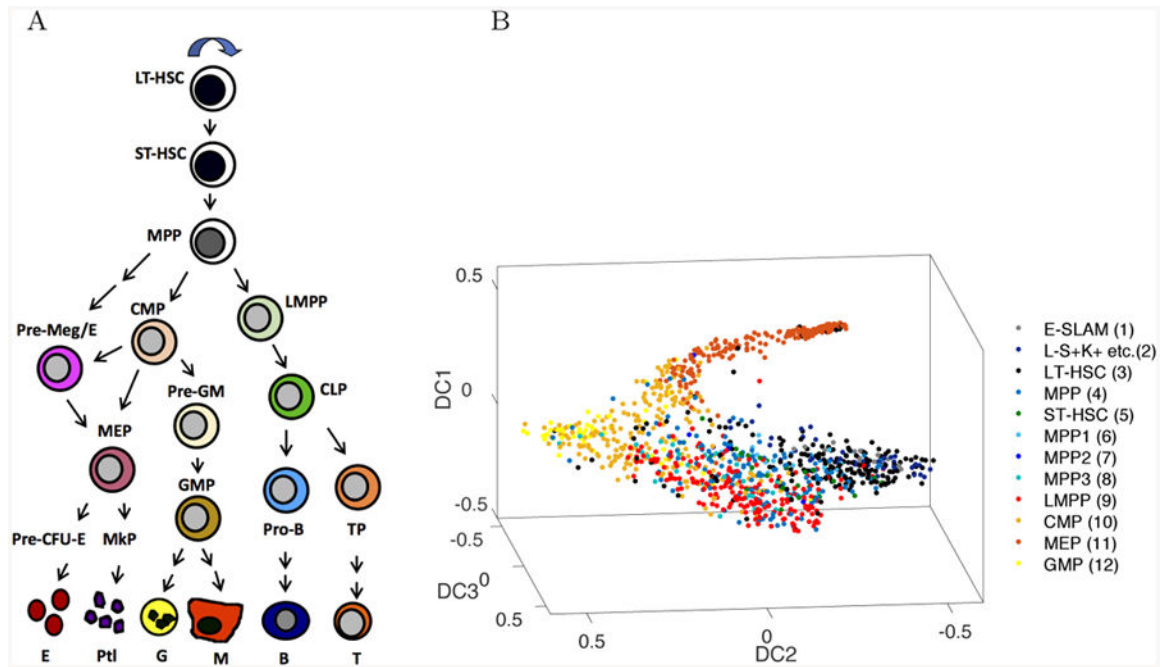 A
B
LT-HSC
ST-HSC
MPP
LMPP
CMP
Pre-Meg/E
Pre-GM
CLP
MEP
GMP
Pro-B
TP
Pre-CFU-E
MkP
E
Ptl
G
M
B
T
0.5
0
-0.5
DC1
-0.5
0
0.5
DC3
0.5
0
-0.5
DC2
E-SLAM (1)
L-S+K+ etc.(2)
LT-HSC (3)
MPP (4)
ST-HSC (5)
MPP1 (6)
MPP2 (7)
MPP3 (8)
LMPP (9)
CMP (10)
MEP (11)
GMP (12)